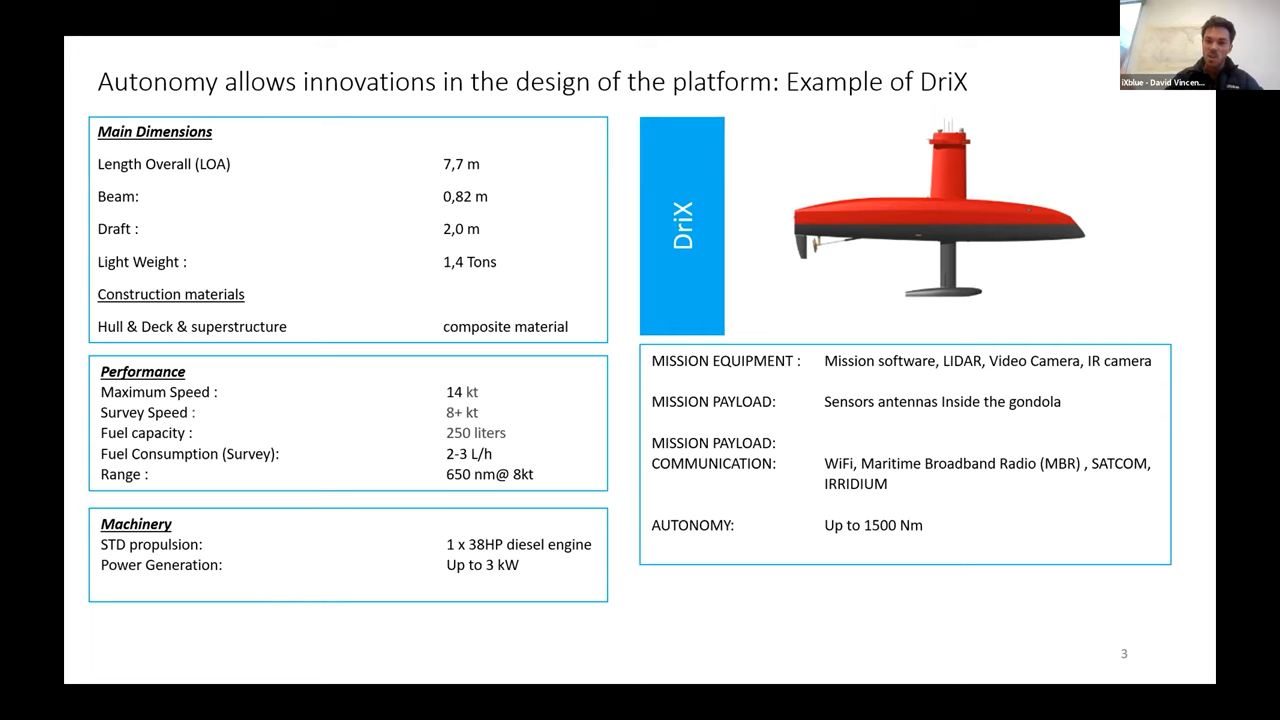 Autonomy allows innovations in the design of the platform: Example of DriX
Main Dimensions
Length Overall (LOA) 7,7 m
Beam: 0,82 m
Draft : 2,0 m
Light Weight : 1,4 Tons
Construction materials
Hull & Deck & superstructure composite material
Performance
Maximum Speed : 14 kt
Survey Speed : 8+ kt
Fuel capacity : 250 liters
Fuel Consumption (Survey): 2-3 L/h
Range : 650 nm@ 8kt
Machinery
STD propulsion: 1 x 38HP diesel engine
Power Generation: Up to 3 kW
DriX
MISSION EQUIPMENT : Mission software, LIDAR, Video Camera, IR camera
MISSION PAYLOAD: Sensors antennas Inside the gondola
MISSION PAYLOAD:
COMMUNICATION: WiFi, Maritime Broadband Radio (MBR) , SATCOM,
IRRIDIUM
AUTONOMY: Up to 1500 Nm
3
iXblue - David Vincen...